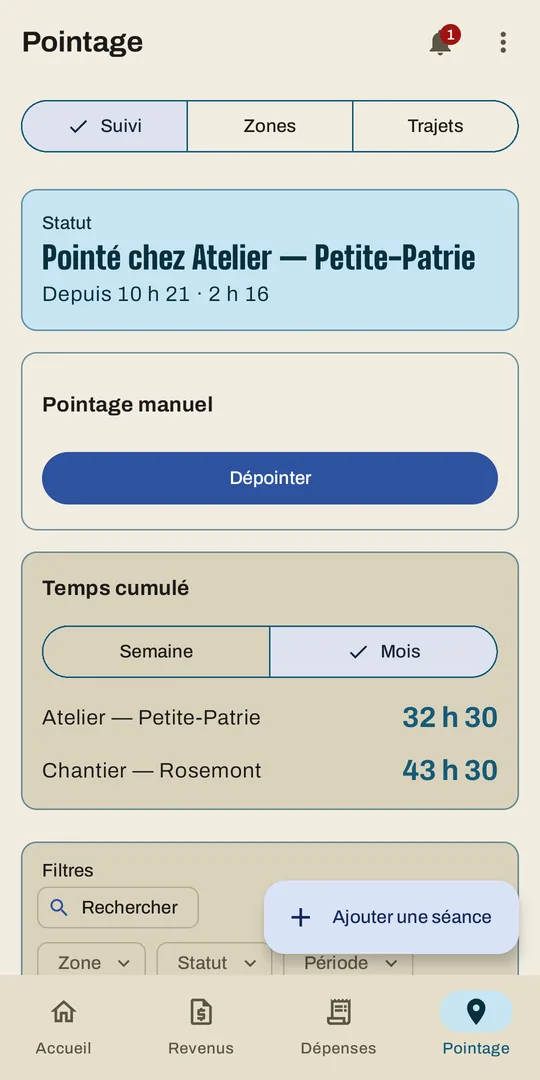 Pointage
1
Suivi
Zones
Trajets
Statut
Pointé chez Atelier — Petite-Patrie
Depuis 10 h 21 · 2 h 16
Pointage manuel
Dépointer
Temps cumulé
Semaine
Mois
Atelier — Petite-Patrie 32 h 30
Chantier — Rosemont 43 h 30
Filtres
Rechercher
Ajouter une séance
Zone
Statut
Période
Accueil
Revenus
Dépenses
Pointage